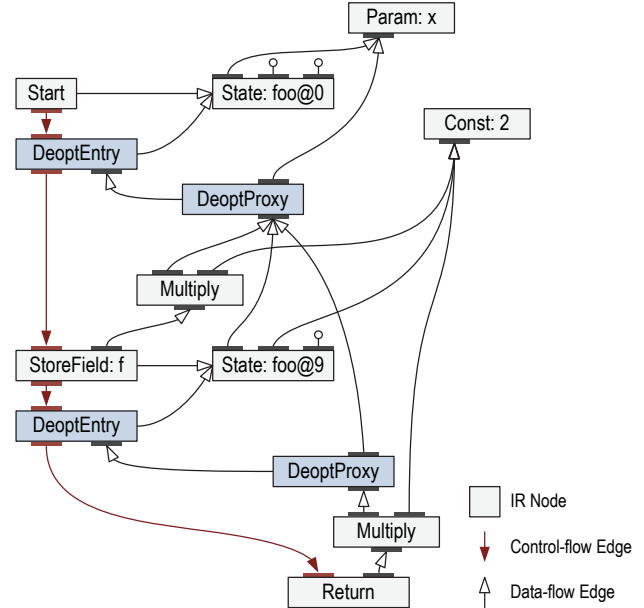 Param: x
Start
State: foo@0
Const: 2
DeoptEntry
DeoptProxy
Multiply
StoreField: f
State: foo@9
DeoptEntry
DeoptProxy
IR Node
Multiply
Control-flow Edge
Return
Data-flow Edge